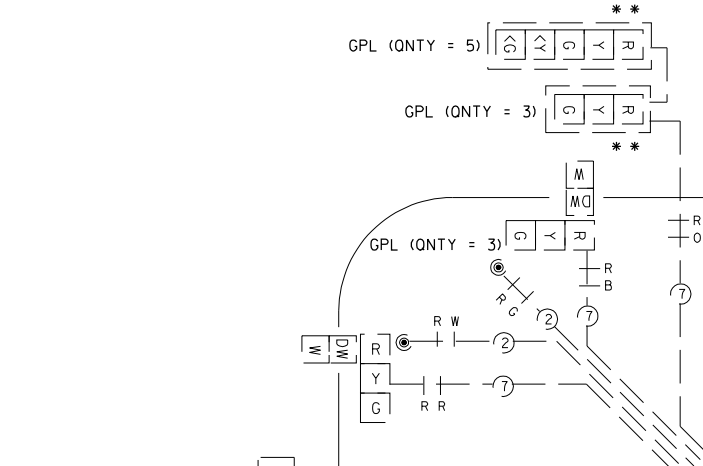 * *
GPL (QNTY = 5) <G <Y G Y R
GPL (QNTY = 3) G Y R
* *
W
DW
R
O
GPL (QNTY = 3) G Y R
R
B
R G
7
2
7
R W
W DW R
2
Y
7
G
R R